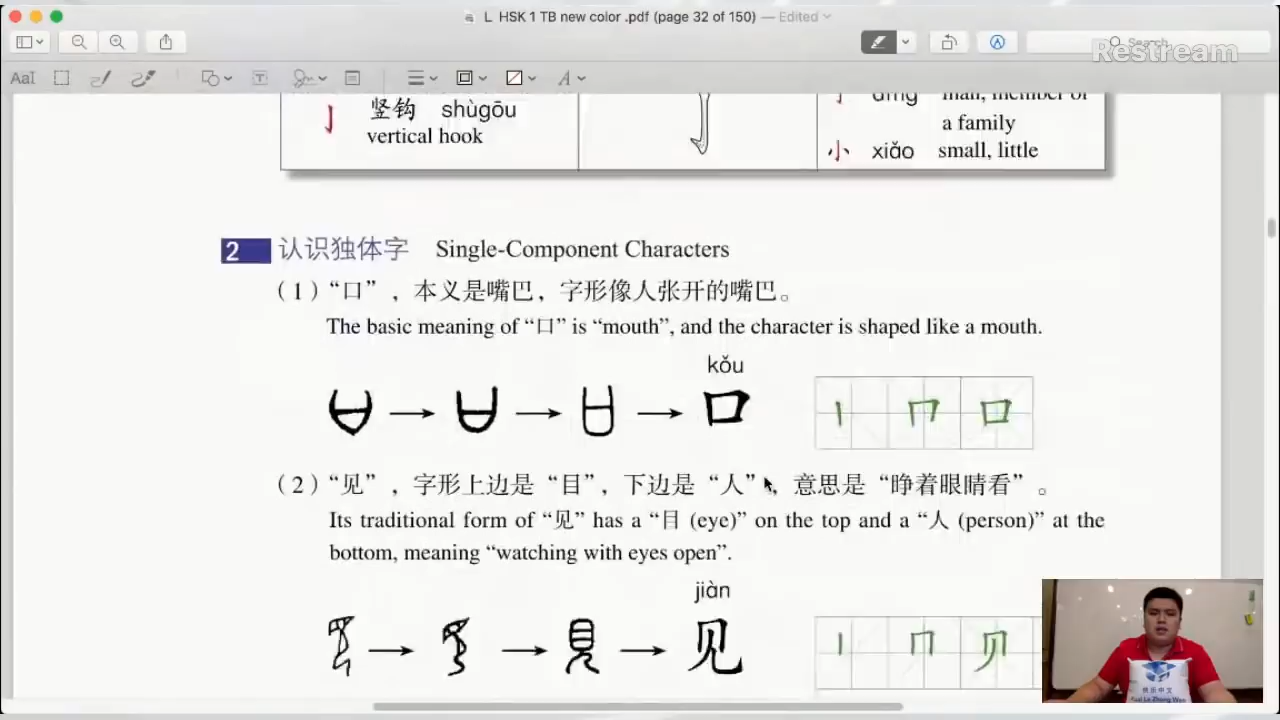 L HSK 1 TB new color .pdf (page 32 of 150) — Edited
Search
Restream
AaI
T
A
亅 竖钩 shùgōu
vertical hook
a family
小 xiǎo small, little
2 认识独体字 Single-Component Characters
（1）“口”，本义是嘴巴，字形像人张开的嘴巴。
The basic meaning of “口” is “mouth”, and the character is shaped like a mouth.
kǒu
口
（2）“见”，字形上边是“目”，下边是“人”，意思是“睁着眼睛看”。
Its traditional form of “见” has a “目 (eye)” on the top and a “人 (person)” at the
bottom, meaning “watching with eyes open”.
jiàn
見 见